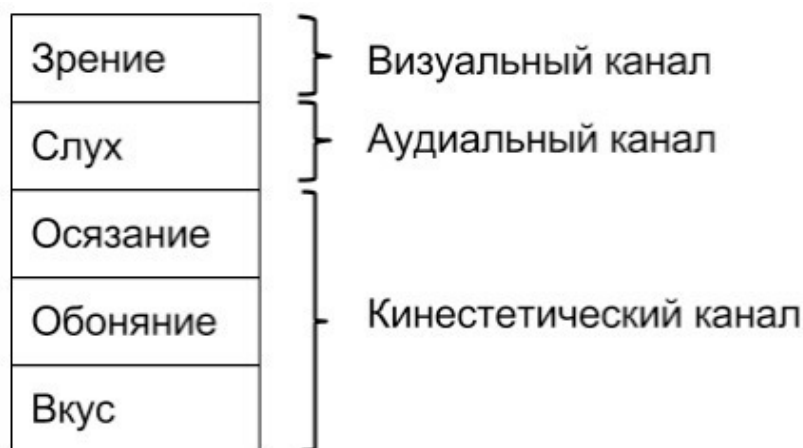 Зрение
Визуальный канал
Слух
Аудиальный канал
Осязание
Обоняние
Кинестетический канал
Вкус